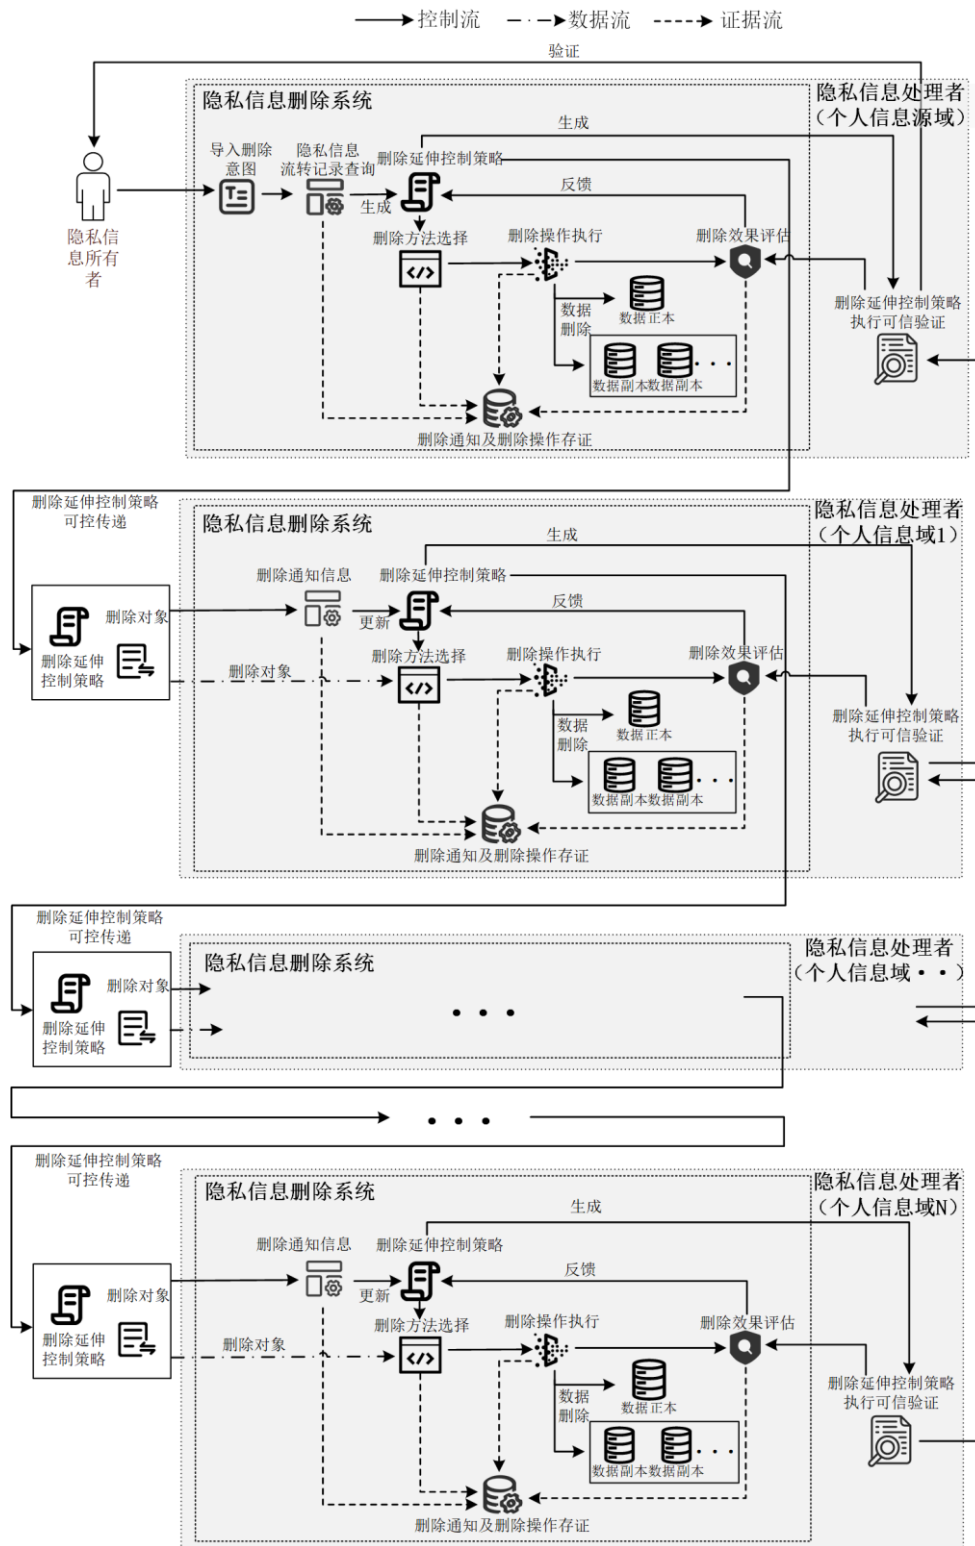 控制流 数据流 证据流
验证
隐私信息删除系统
隐私信息处理者
（个人信息源域）
生成
导入删除
意图
隐私信息
流转记录查询
删除延伸控制策略
生成
反馈
隐私信
息所有
者
删除方法选择
删除操作执行
删除效果评估
数据
删除
数据正本
数据副本数据副本
删除延伸控制策略
执行可信验证
删除通知及删除操作存证
删除延伸控制策略
可控传递
隐私信息删除系统
隐私信息处理者
（个人信息域1）
生成
删除通知信息
删除延伸控制策略
更新
反馈
删除对象
删除延伸
控制策略
删除对象
删除方法选择
删除操作执行
删除效果评估
数据
删除
数据正本
数据副本 数据副本
删除延伸控制策略
执行可信验证
删除通知及删除操作存证
删除延伸控制策略
可控传递
隐私信息删除系统
隐私信息处理者
（个人信息域··）
删除对象
删除延伸
控制策略
···
···
删除延伸控制策略
可控传递
隐私信息删除系统
隐私信息处理者
（个人信息域N）
生成
删除通知信息
删除延伸控制策略
更新
反馈
删除对象
删除延伸
控制策略
删除对象
删除方法选择
删除操作执行
删除效果评估
数据
删除
数据正本
数据副本数据副本
删除延伸控制策略
执行可信验证
删除通知及删除操作存证